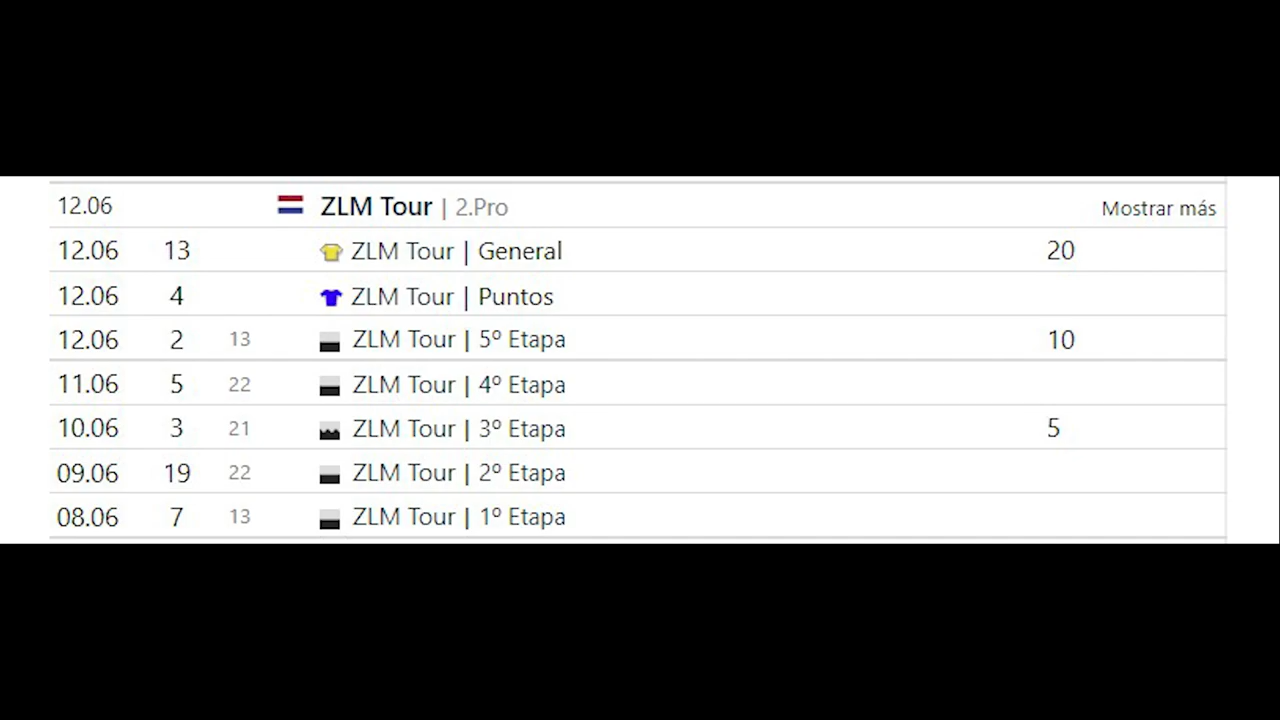 12.06 ZLM Tour | 2.Pro Mostrar más
12.06 13 ZLM Tour | General 20
12.06 4 ZLM Tour | Puntos
12.06 2 13 ZLM Tour | 5º Etapa 10
11.06 5 22 ZLM Tour | 4º Etapa
10.06 3 21 ZLM Tour | 3º Etapa 5
09.06 19 22 ZLM Tour | 2º Etapa
08.06 7 13 ZLM Tour | 1º Etapa